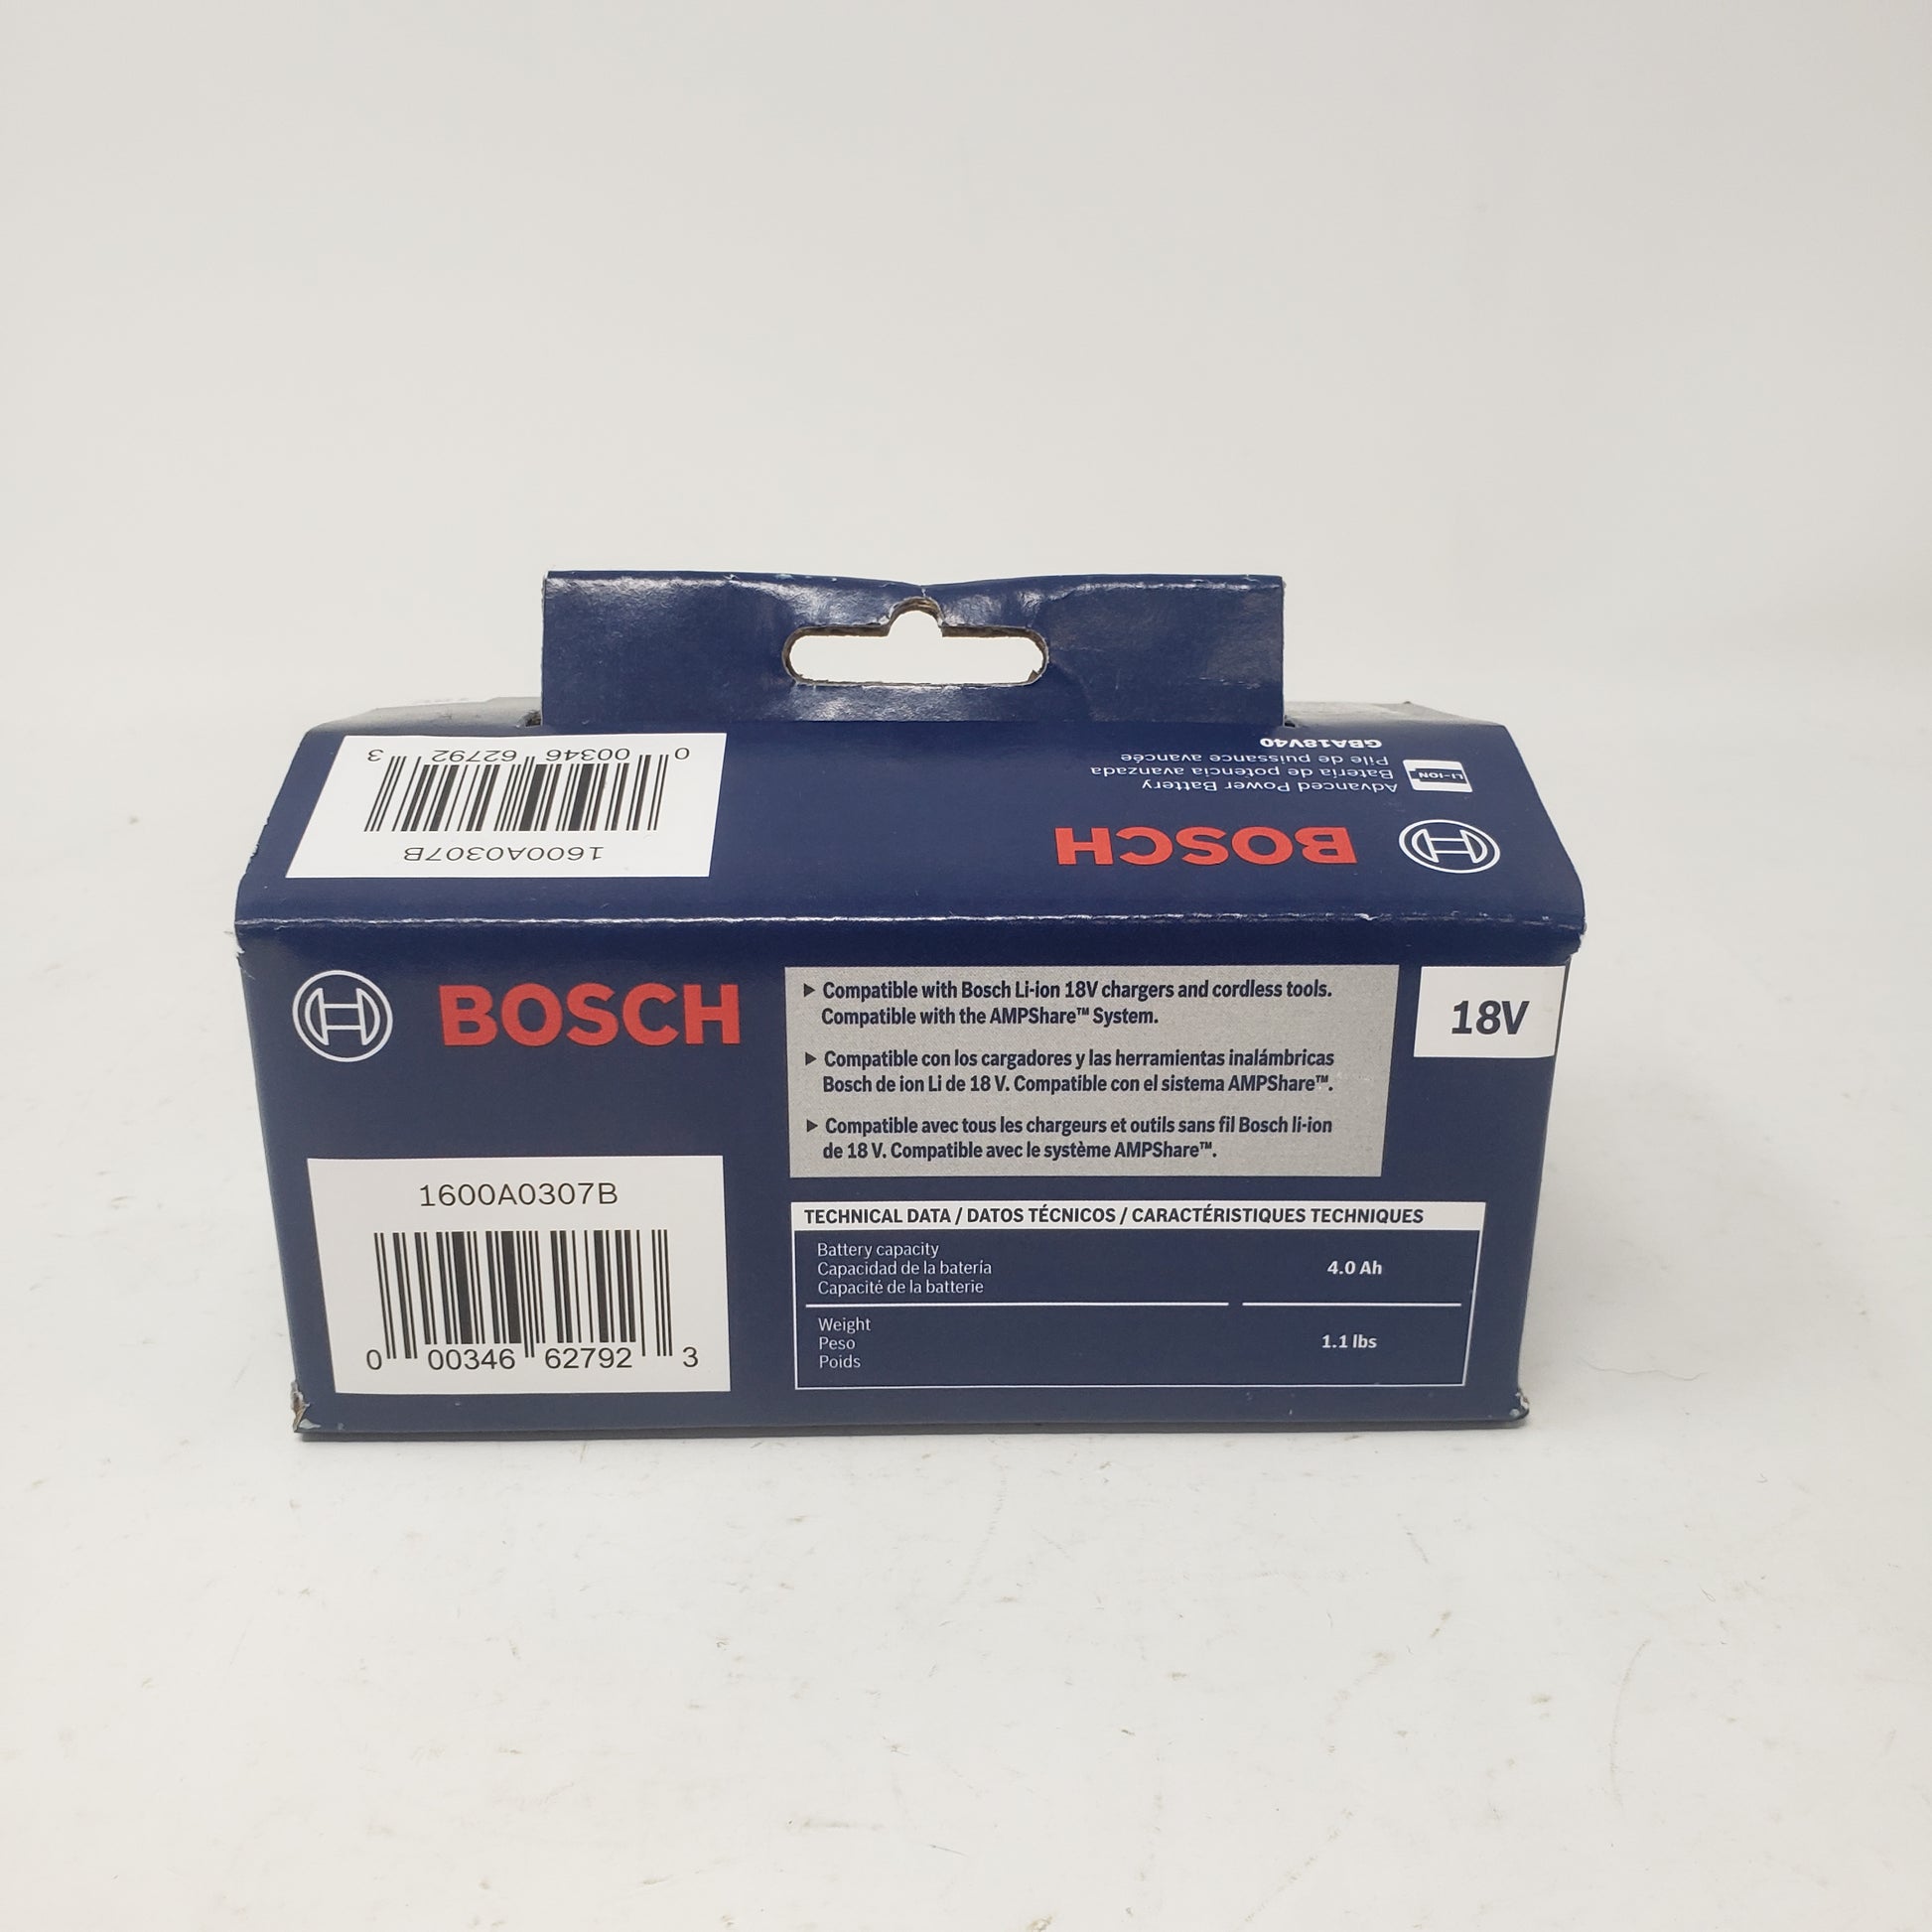 1600A0307B
0 00346 62792 3
BOSCH
Advanced Power Battery
Batería de potencia avanzada
Pile de puissance avancée
GBA18V40
LI-ION
BOSCH
Compatible with Bosch Li-ion 18V chargers and cordless tools.
Compatible with the AMPShare™ System.
Compatible con los cargadores y las herramientas inalámbricas
Bosch de ion Li de 18 V. Compatible con el sistema AMPShare™.
Compatible avec tous les chargeurs et outils sans fil Bosch li-ion
de 18 V. Compatible avec le système AMPShare™.
18V
1600A0307B
0 00346 62792 3
TECHNICAL DATA / DATOS TÉCNICOS / CARACTÉRISTIQUES TECHNIQUES
Battery capacity
Capacidad de la batería
Capacité de la batterie
4.0 Ah
Weight
Peso
Poids
1.1 lbs